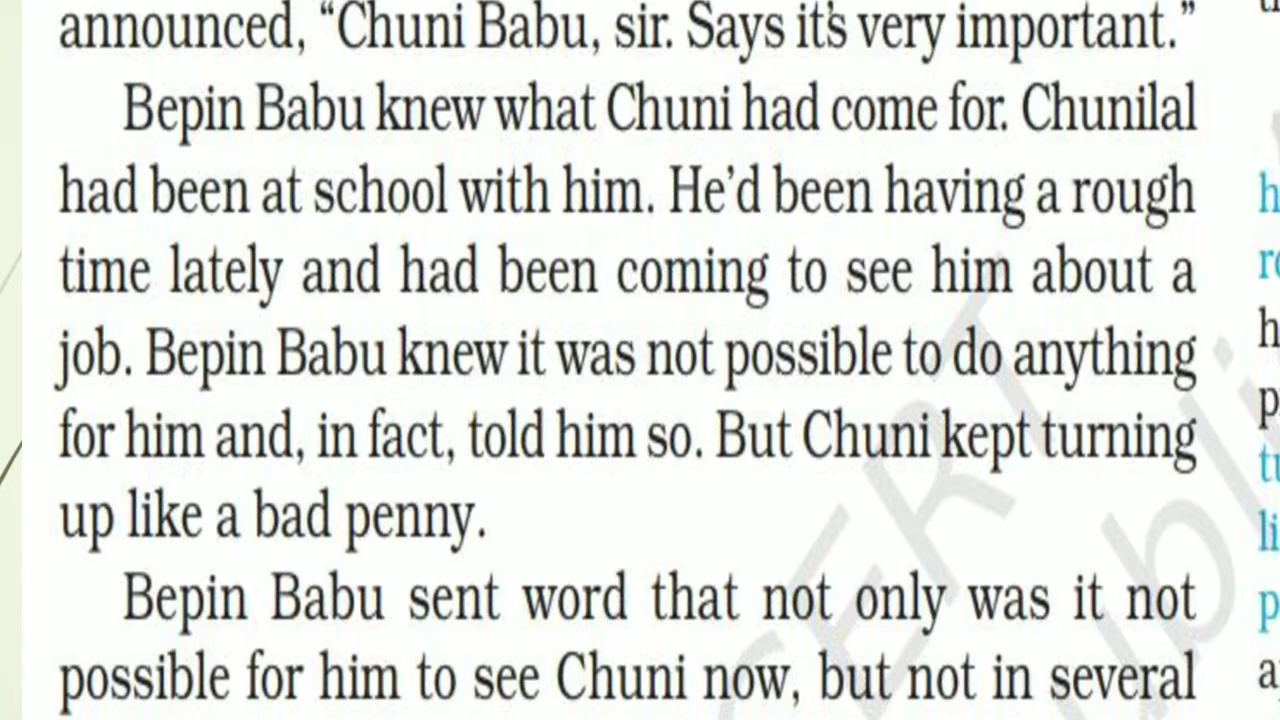 announced, “Chuni Babu, sir. Says it’s very important.”
Bepin Babu knew what Chuni had come for. Chunilal
had been at school with him. He’d been having a rough
time lately and had been coming to see him about a
job. Bepin Babu knew it was not possible to do anything
for him and, in fact, told him so. But Chuni kept turning
up like a bad penny.
Bepin Babu sent word that not only was it not
possible for him to see Chuni now, but not in several